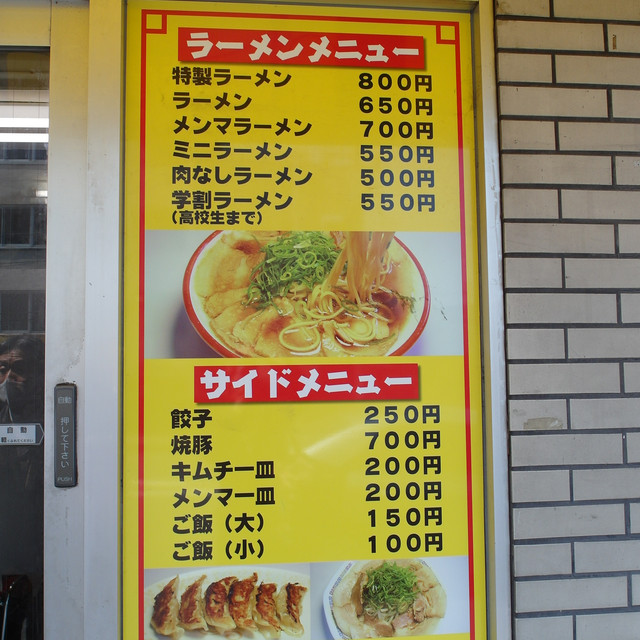 ラーメンメニュー
特製ラーメン 800円
ラーメン 650円
メンマラーメン 700円
ミニラーメン 550円
肉なしラーメン 500円
学割ラーメン 550円
(高校生まで)
サイドメニュー
餃子 250円
焼豚 700円
キムチ一皿 200円
メンマ一皿 200円
ご飯(大) 150円
ご飯(小) 100円
自動
押して下さい
PUSH
自動